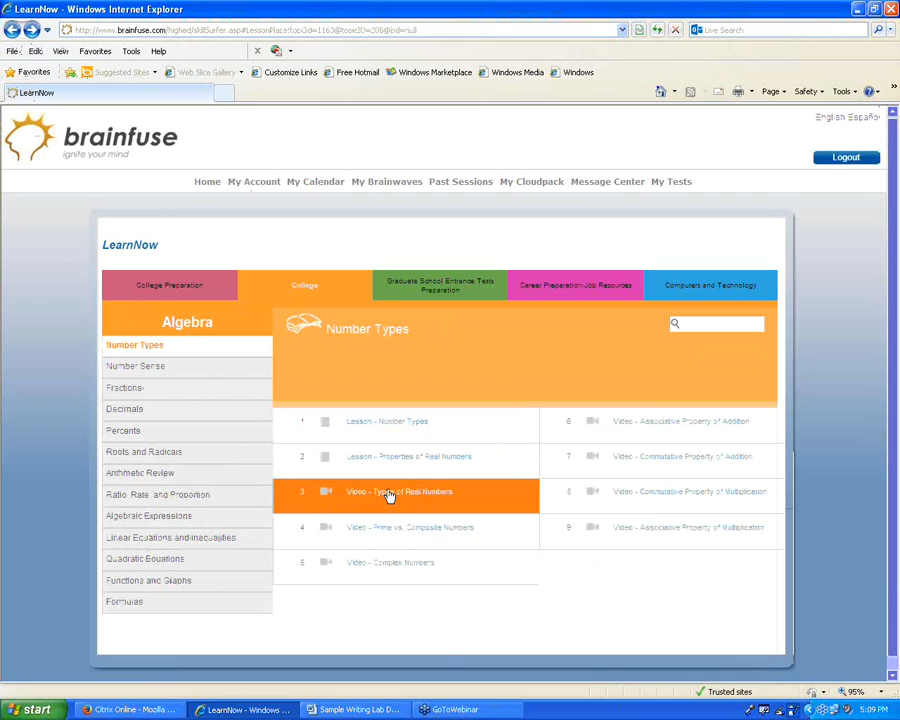 LearnNow - Windows Internet Explorer
Live Search
File Edit View Favorites Tools Help
Favorites Suggested Sites Web Slice Gallery Customize Links Free Hotmail Windows Marketplace Windows Media Windows
LearnNow Page Safety Tools
English Español
brainfuse
ignite your mind
Logout
Home My Account My Calendar My Brainwaves Past Sessions My Cloudpack Message Center My Tests
LearnNow
College Preparation College Graduate School Entrance Tests Preparation Career Preparation/Job Resources Computers and Technology
Algebra
Number Types
Number Types
Number Sense
Fractions
Decimals
Percents
Roots and Radicals
Arithmetic Review
Ratio, Rate, and Proportion
Algebraic Expressions
Linear Equations and Inequalities
Quadratic Equations
Functions and Graphs
Formulas
1 Lesson - Number Types
2 Lesson - Properties of Real Numbers
3 Video - Types of Real Numbers
4 Video - Prime vs. Composite Numbers
5 Video - Complex Numbers
6 Video - Associative Property of Addition
7 Video - Commutative Property of Addition
8 Video - Commutative Property of Multiplication
9 Video - Associative Property of Multiplication
Trusted sites 95%
start Citrix Online - Mozilla ... LearnNow - Windows ... Sample Writing Lab D... GoToWebinar 5:09 PM